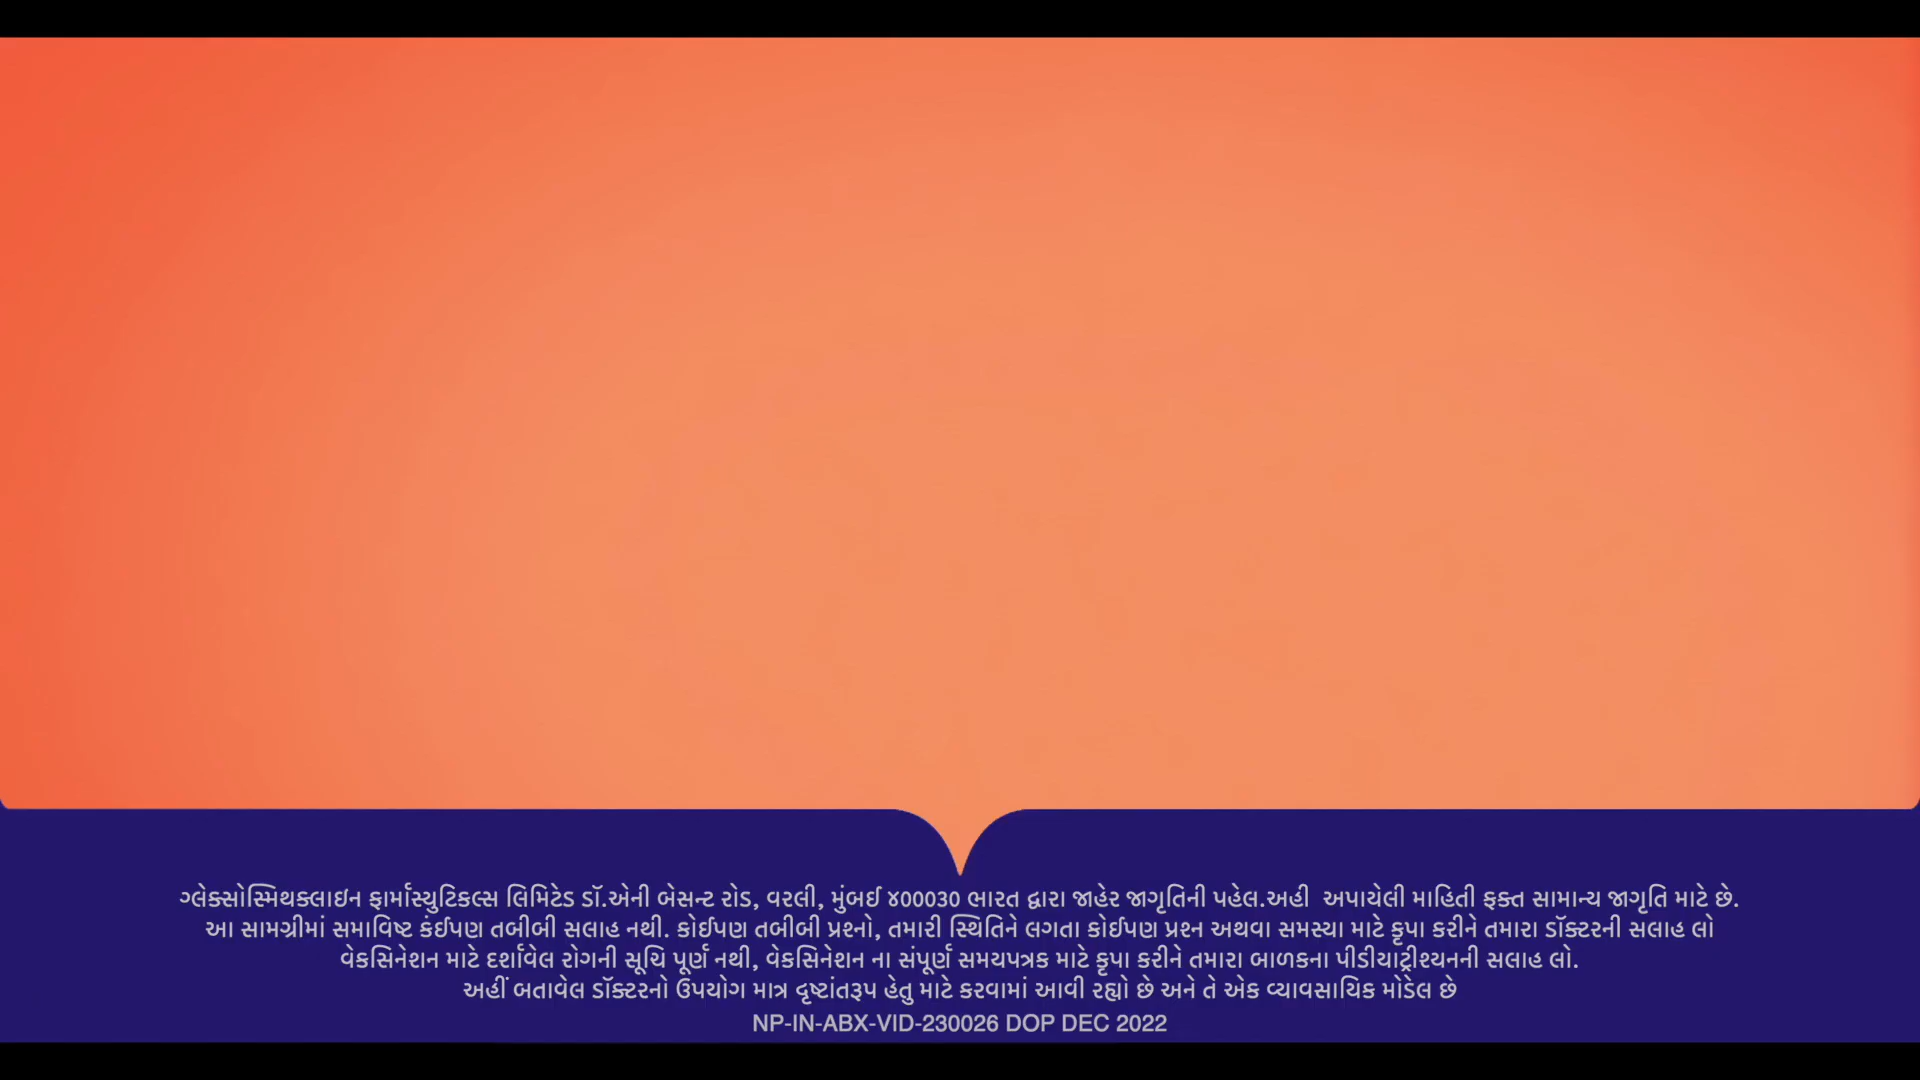 ગ્લેક્સોસ્મિથક્લાઇન ફાર્માસ્યુટિકલ્સ લિમિટેડ ડૉ.એની બેસન્ટ રોડ, વરલી, મુંબઈ ૪૦૦૦૩૦ ભારત દ્વારા જાહેર જાગૃતિની પહેલ.અહી  અપાયેલી માહિતી ફક્ત સામાન્ય જાગૃતિ માટે છે.
આ સામગ્રીમાં સમાવિષ્ટ કંઈપણ તબીબી સલાહ નથી. કોઈપણ તબીબી પ્રશ્નો, તમારી સ્થિતિને લગતા કોઈપણ પ્રશ્ન અથવા સમસ્યા માટે કૃપા કરીને તમારા ડૉક્ટરની સલાહ લો
વેકસિનેશન માટે દર્શાવેલ રોગની સૂચિ પૂર્ણ નથી, વેકસિનેશન ના સંપૂર્ણ સમયપત્રક માટે કૃપા કરીને તમારા બાળકના પીડીયાટ્રીશ્યનની સલાહ લો.
અહીં બતાવેલ ડૉક્ટરનો ઉપયોગ માત્ર દૃષ્ટાંતરૂપ હેતુ માટે કરવામાં આવી રહ્યો છે અને તે એક વ્યાવસાયિક મોડેલ છે
NP-IN-ABX-VID-230026 DOP DEC 2022